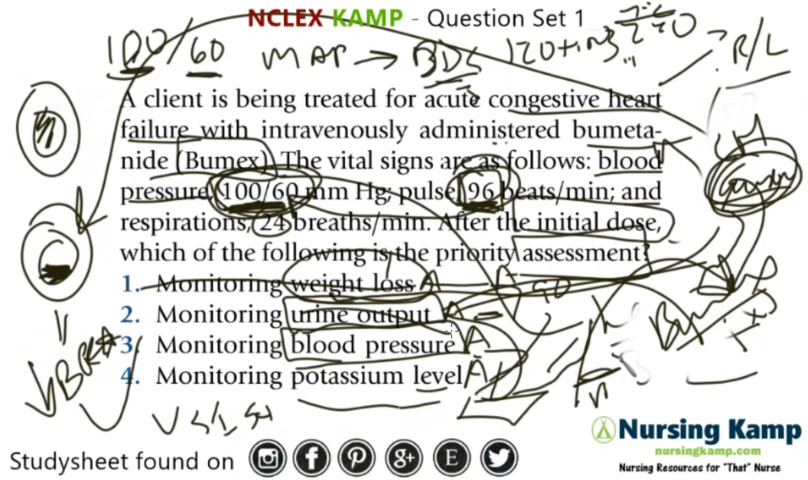 NCLEX KAMP - Question Set 1
100/60 MAP → BDS 120+ing R/L
A client is being treated for acute congestive heart
failure with intravenously administered bumeta-
nide (Bumex). The vital signs are as follows: blood
pressure, 100/60 mm Hg; pulse, 96 beats/min; and
respirations, 24 breaths/min. After the initial dose,
which of the following is the priority assessment?
1. Monitoring weight loss A
2. Monitoring urine output A
3. Monitoring blood pressure A
4. Monitoring potassium level A
Nursing Kamp
nursingkamp.com
Nursing Resources for "That" Nurse
Studysheet found on